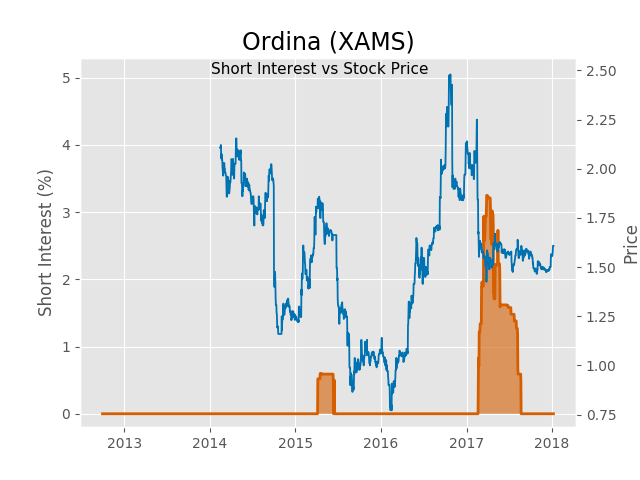 Ordina (XAMS)
Short Interest vs Stock Price
Short Interest (%)
5
4
3
2
1
0
2.50
2.25
2.00
1.75
1.50
1.25
1.00
0.75
Price
2013 2014 2015 2016 2017 2018